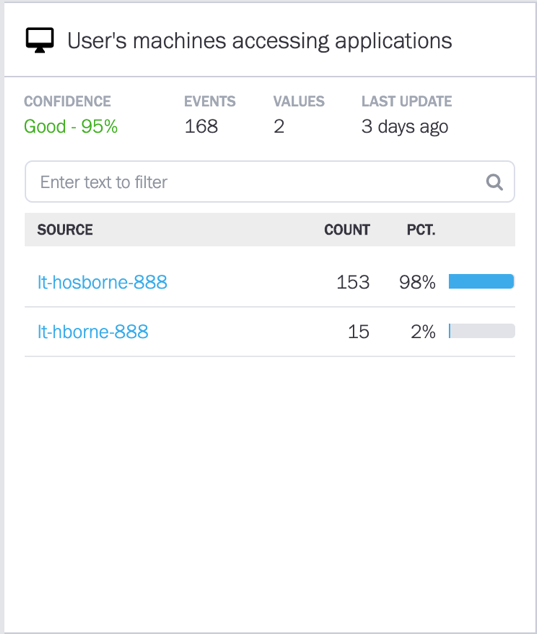 User's machines accessing applications
CONFIDENCE EVENTS VALUES LAST UPDATE
Good - 95% 168 2 3 days ago
Enter text to filter
SOURCE COUNT PCT.
lt-hosborne-888 153 98%
lt-hborne-888 15 2%